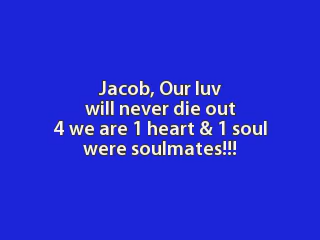 Jacob, Our luv
will never die out
4 we are 1 heart & 1 soul
were soulmates!!!